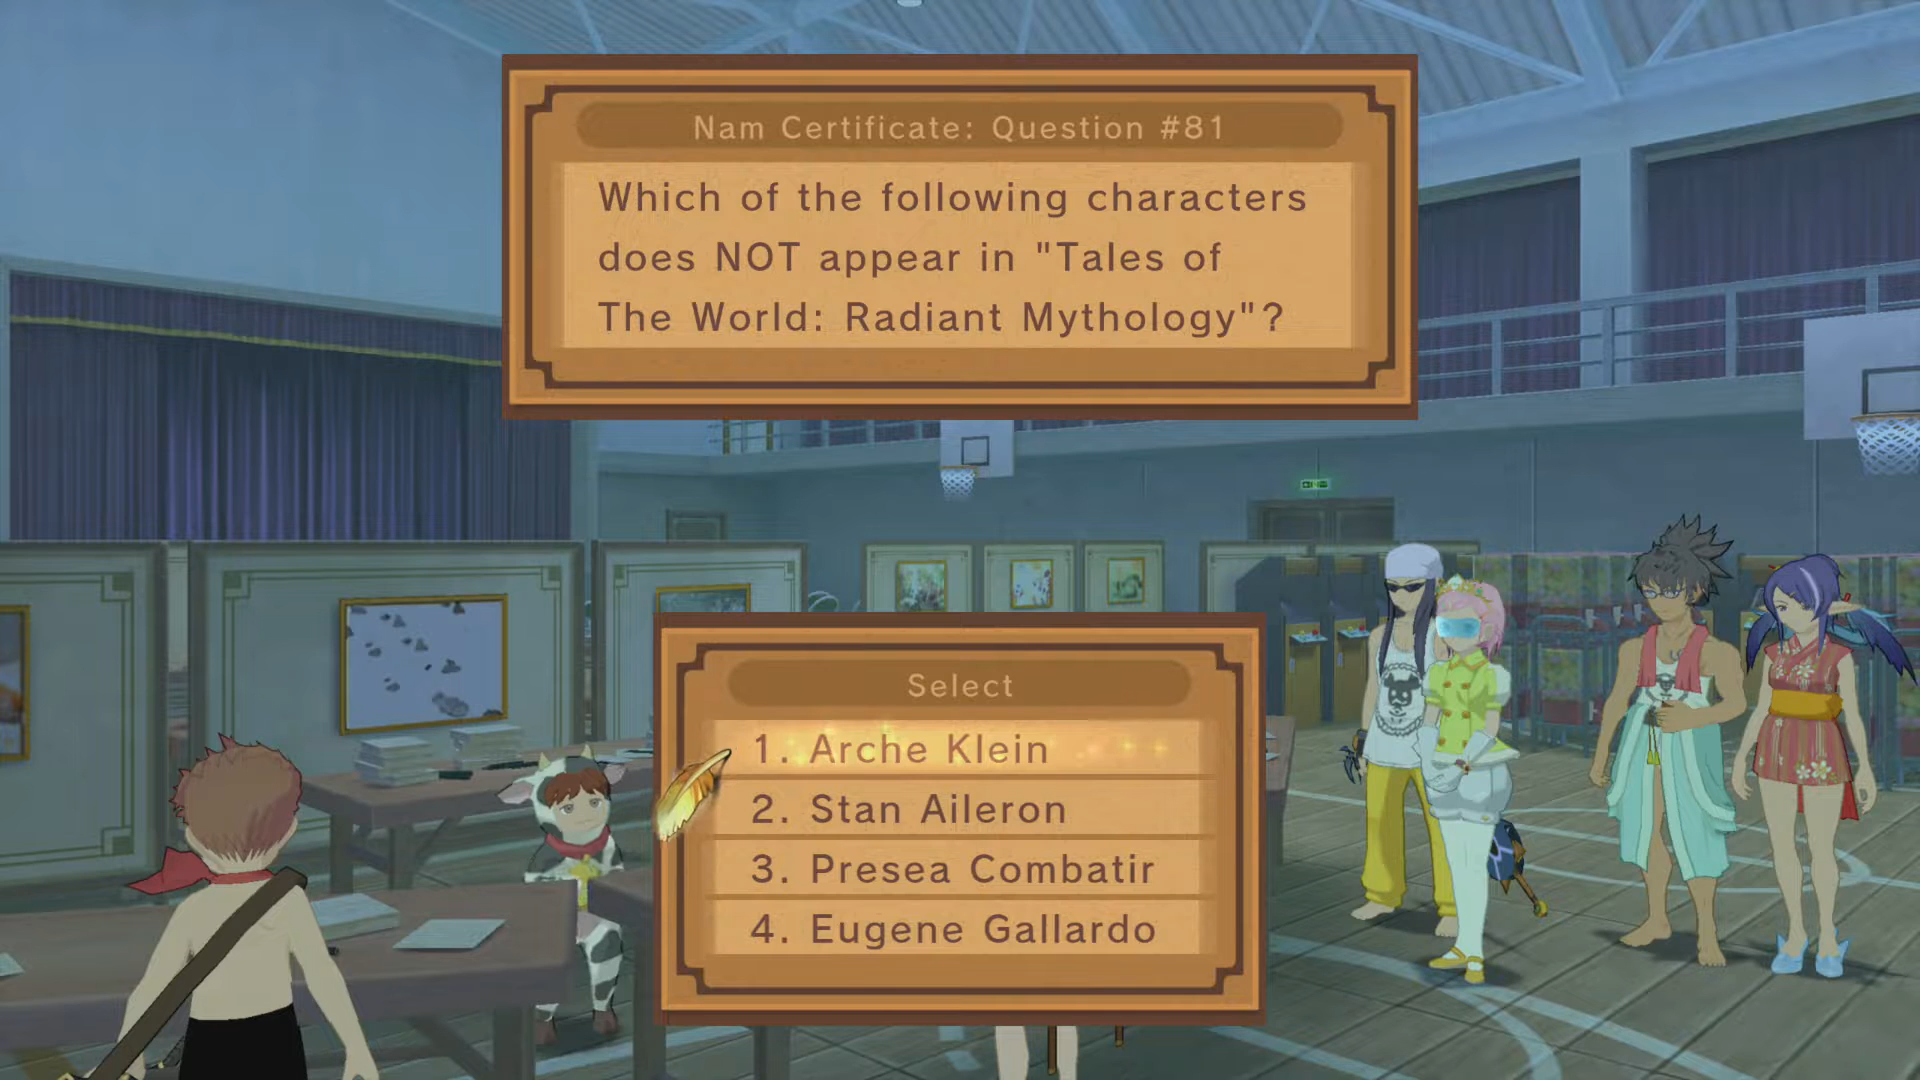 Nam Certificate: Question #81
Which of the following characters
does NOT appear in "Tales of
The World: Radiant Mythology"?
Select
1. Arche Klein
2. Stan Aileron
3. Presea Combatir
4. Eugene Gallardo